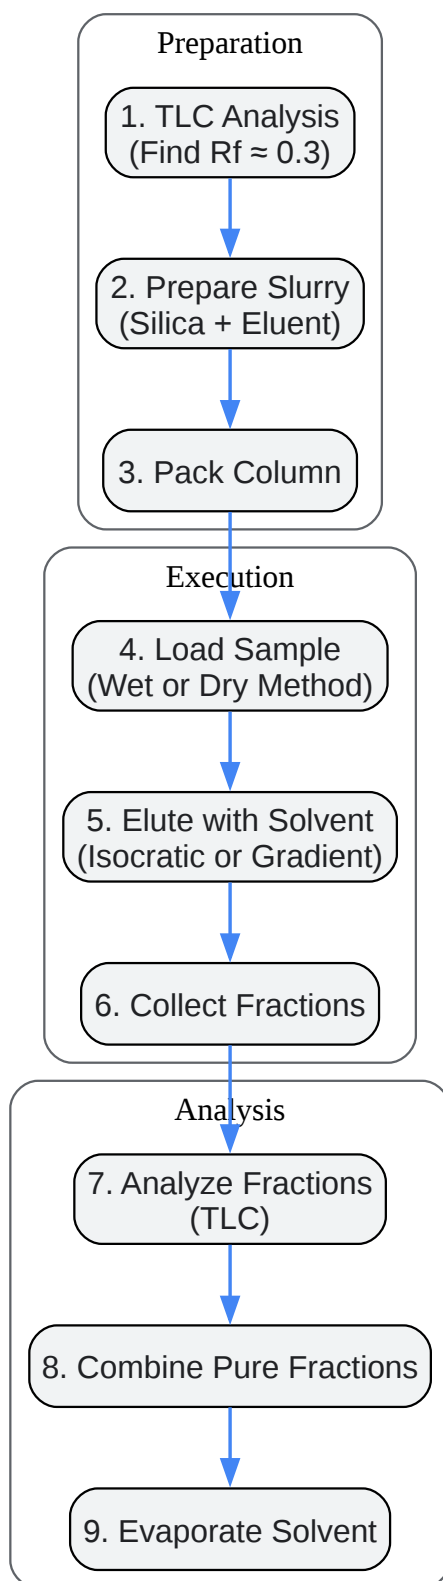 Preparation
1. TLC Analysis
(Find Rf ≈ 0.3)
2. Prepare Slurry
(Silica + Eluent)
3. Pack Column
Execution
4. Load Sample
(Wet or Dry Method)
5. Elute with Solvent
(Isocratic or Gradient)
6. Collect Fractions
Analysis
7. Analyze Fractions
(TLC)
8. Combine Pure Fractions
9. Evaporate Solvent